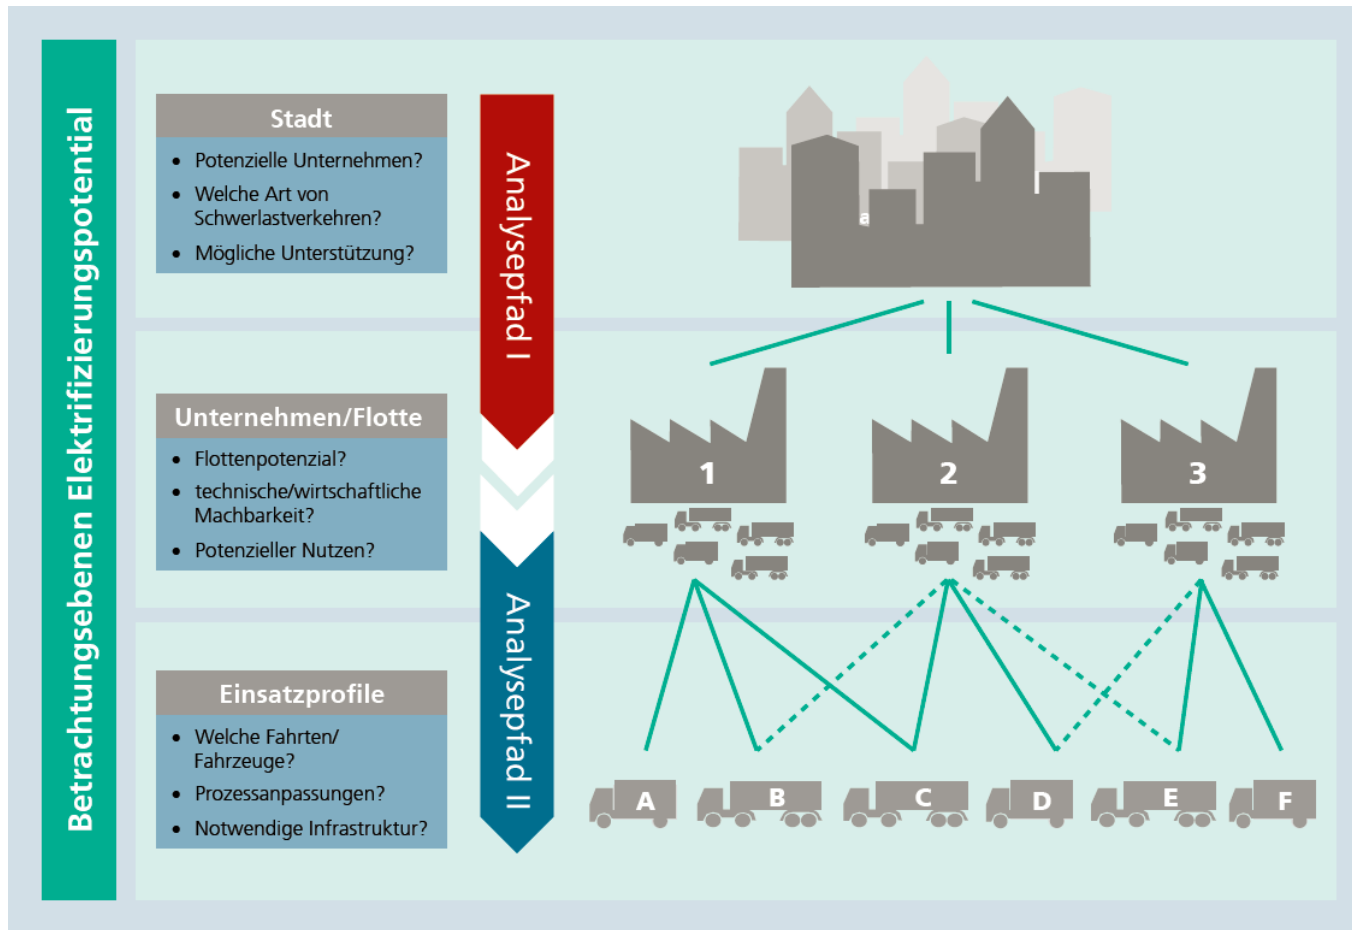 Betrachtungsebenen Elektrifizierungspotential
Stadt
• Potenzielle Unternehmen?
• Welche Art von
Schwerlastverkehren?
• Mögliche Unterstützung?
Analysepfad I
a
Unternehmen/Flotte
• Flottenpotenzial?
• technische/wirtschaftliche
Machbarkeit?
• Potenzieller Nutzen?
1 2 3
Analysepfad II
Einsatzprofile
• Welche Fahrten/
Fahrzeuge?
• Prozessanpassungen?
• Notwendige Infrastruktur?
A B C D E F